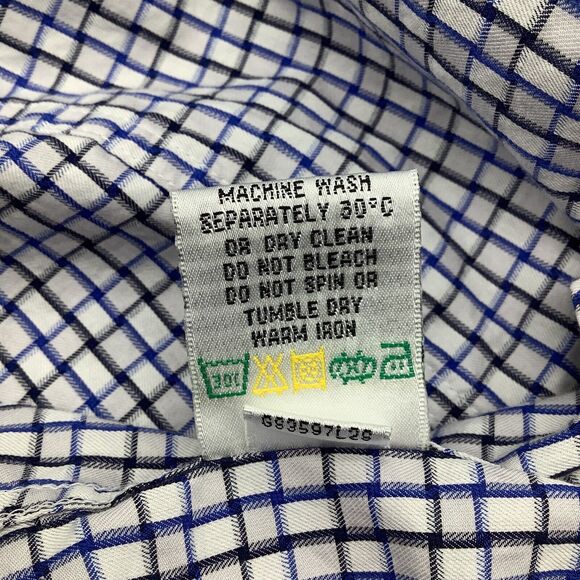 MACHINE WASH
SEPARATELY 30°C
OR DRY CLEAN
DO NOT BLEACH
DO NOT SPIN OR
TUMBLE DRY
WARM IRON
30°
G83597L28